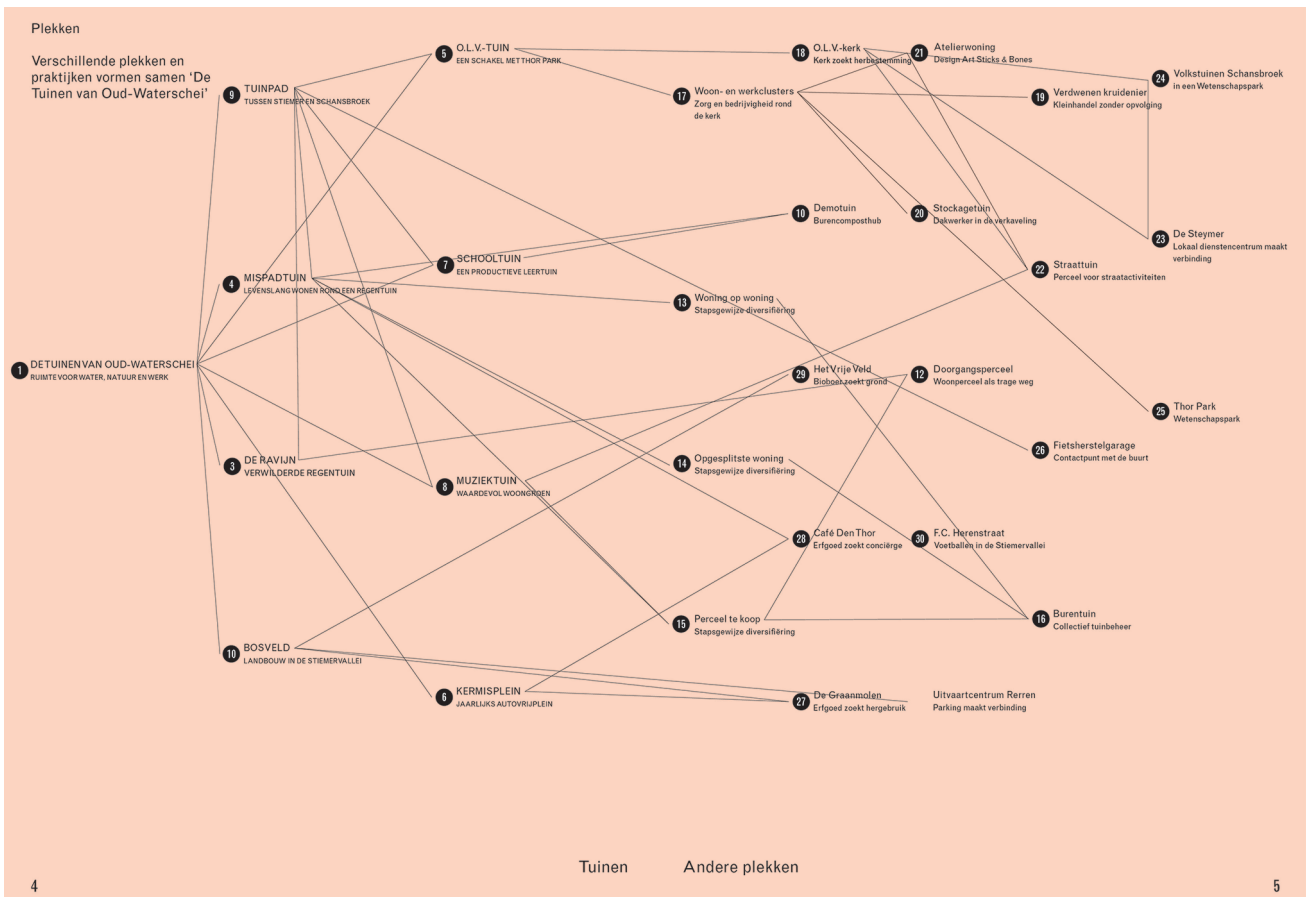 Plekken
Verschillende plekken en
praktijken vormen samen ‘De
Tuinen van Oud-Waterschei’
1
DE TUINEN VAN OUD-WATERSCHEI
RUIMTE VOOR WATER, NATUUR EN WERK
9
TUINPAD
TUSSEN STIEMER EN SCHANSBROEK
4
MISPADTUIN
LEVENSLANG WONEN ROND EEN REGENTUIN
3
DE RAVIJN
VERWILDERDE REGENTUIN
10
BOSVELD
LANDBOUW IN DE STIEMERVALLEI
5
O.L.V.-TUIN
EEN SCHAKEL MET THOR PARK
7
SCHOOLTUIN
EEN PRODUCTIEVE LEERTUIN
8
MUZIEKTUIN
WAARDEVOL WOONGROEN
6
KERMISPLEIN
JAARLIJKS AUTOVRIJPLEIN
17
Woon- en werkclusters
Zorg en bedrijvigheid rond
de kerk
13
Woning op woning
Stapsgewijze diversifiëring
14
Opgesplitste woning
Stapsgewijze diversifiëring
15
Perceel te koop
Stapsgewijze diversifiëring
18
O.L.V.-kerk
Kerk zoekt herbestemming
10
Demotuin
Burencomposthub
29
Het Vrije Veld
Bioboer zoekt grond
28
Café Den Thor
Erfgoed zoekt conciërge
27
De Graanmolen
Erfgoed zoekt hergebruik
21
Atelierwoning
Design Art Sticks & Bones
20
Stockagetuin
Dakwerker in de verkaveling
12
Doorgangsperceel
Woonperceel als trage weg
30
F.C. Herenstraat
Voetballen in de Stiemervallei
Uitvaartcentrum Rerren
Parking maakt verbinding
19
Verdwenen kruidenier
Kleinhandel zonder opvolging
22
Straattuin
Perceel voor straatactiviteiten
26
Fietsherstelgarage
Contactpunt met de buurt
16
Burentuin
Collectief tuinbeheer
24
Volkstuinen Schansbroek
in een Wetenschapspark
23
De Steymer
Lokaal dienstencentrum maakt
verbinding
25
Thor Park
Wetenschapspark
Tuinen
Andere plekken
4
5